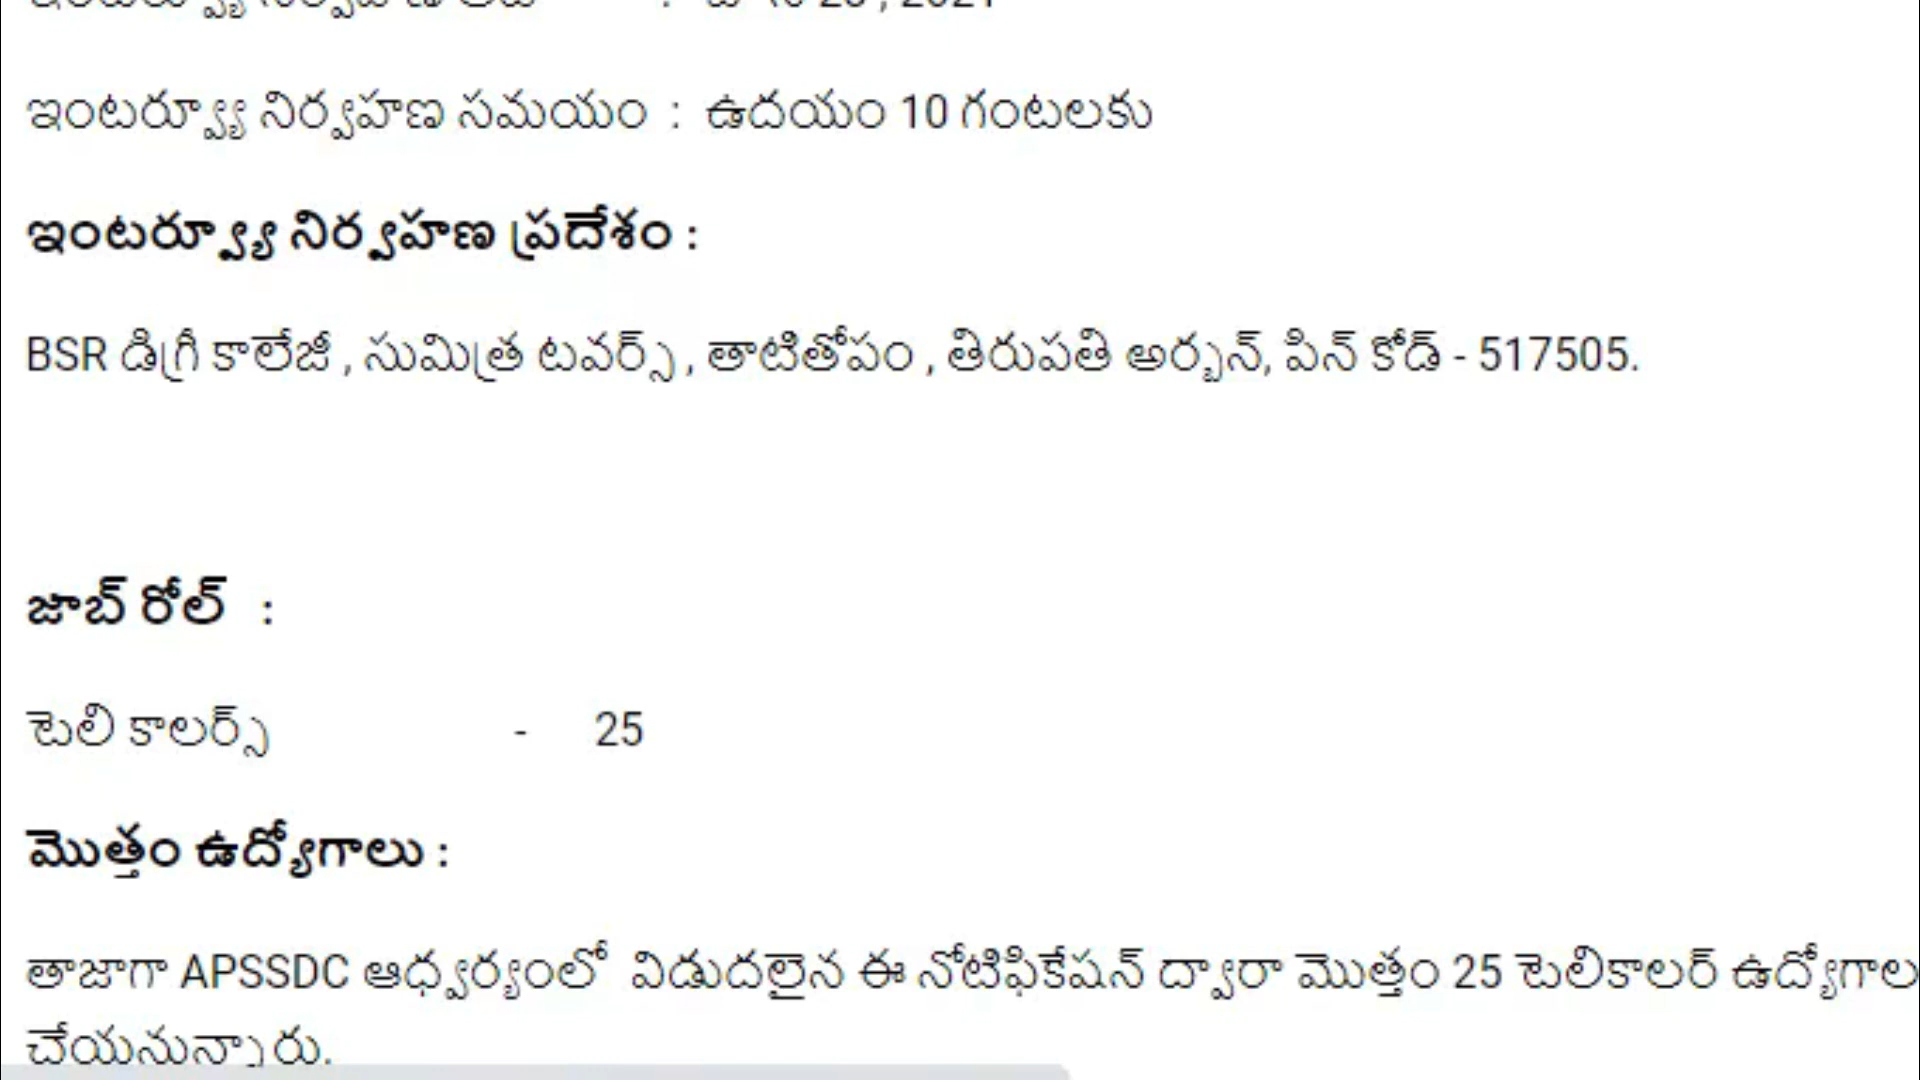 ఇంటర్వ్యూ నిర్వహణ సమయం : ఉదయం 10 గంటలకు
ఇంటర్వ్యూ నిర్వహణ ప్రదేశం :
BSR డిగ్రీ కాలేజీ , సుమిత్ర టవర్స్ , తాటితోపం , తిరుపతి అర్బన్, పిన్ కోడ్ - 517505.
జాబ్ రోల్ :
టెలి కాలర్స్ - 25
మొత్తం ఉద్యోగాలు :
తాజాగా APSSDC ఆధ్వర్యంలో విడుదలైన ఈ నోటిఫికేషన్ ద్వారా మొత్తం 25 టెలికాలర్ ఉద్యోగాల
చేయనున్నారు.